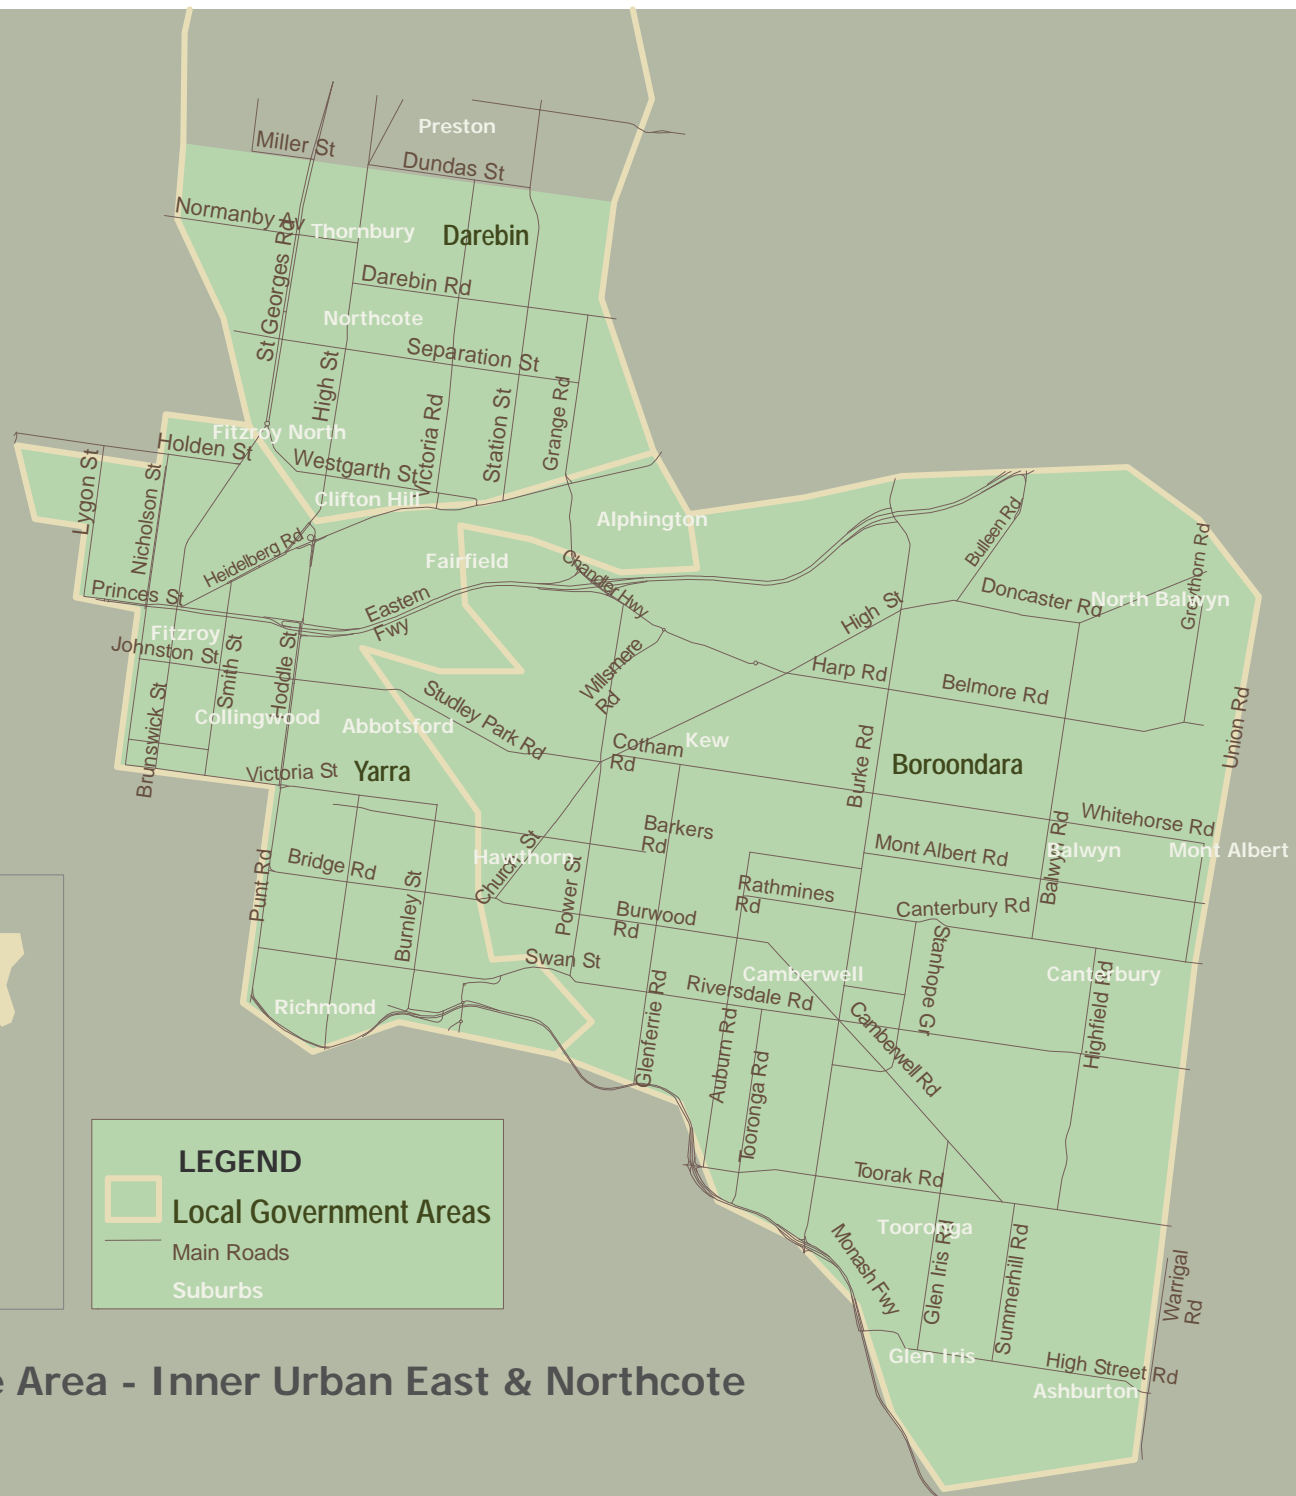 Preston
Miller St
Dundas St
Normanby Av
Thornbury
Darebin
St Georges Rd
Darebin Rd
Northcote
Separation St
High St
Victoria Rd
Station St
Grange Rd
Fitzroy North
Holden St
Westgarth St
Lygon St
Nicholson St
Clifton Hill
Alphington
Heidelberg Rd
Fairfield
Chandler Hwy
Bulleen Rd
Greythorn Rd
Princes St
Eastern
Fwy
High St
Doncaster Rd
North Balwyn
Fitzroy
Johnston St
Smith St
Hoddle St
Willsmere
Rd
Harp Rd
Belmore Rd
Union Rd
Brunswick St
Collingwood
Abbotsford
Studley Park Rd
Cotham
Rd
Kew
Burke Rd
Boroondara
Victoria St
Yarra
Whitehorse Rd
Barkers
Rd
Mont Albert Rd
Balwyn Rd
Balwyn
Mont Albert
Punt Rd
Bridge Rd
Burnley St
Hawthorn
Church St
Power St
Rathmines
Rd
Canterbury Rd
Burwood
Rd
Stanhope Gr
Swan St
Camberwell
Canterbury
Richmond
Glenferrie Rd
Riversdale Rd
Highfield Rd
Auburn Rd
Tooronga Rd
Camberwell Rd
Toorak Rd
Tooronga
Monash Fwy
Glen Iris Rd
Summerhill Rd
Warrigal
Rd
Glen Iris
High Street Rd
Ashburton
LEGEND
Local Government Areas
Main Roads
Suburbs
e Area - Inner Urban East & Northcote